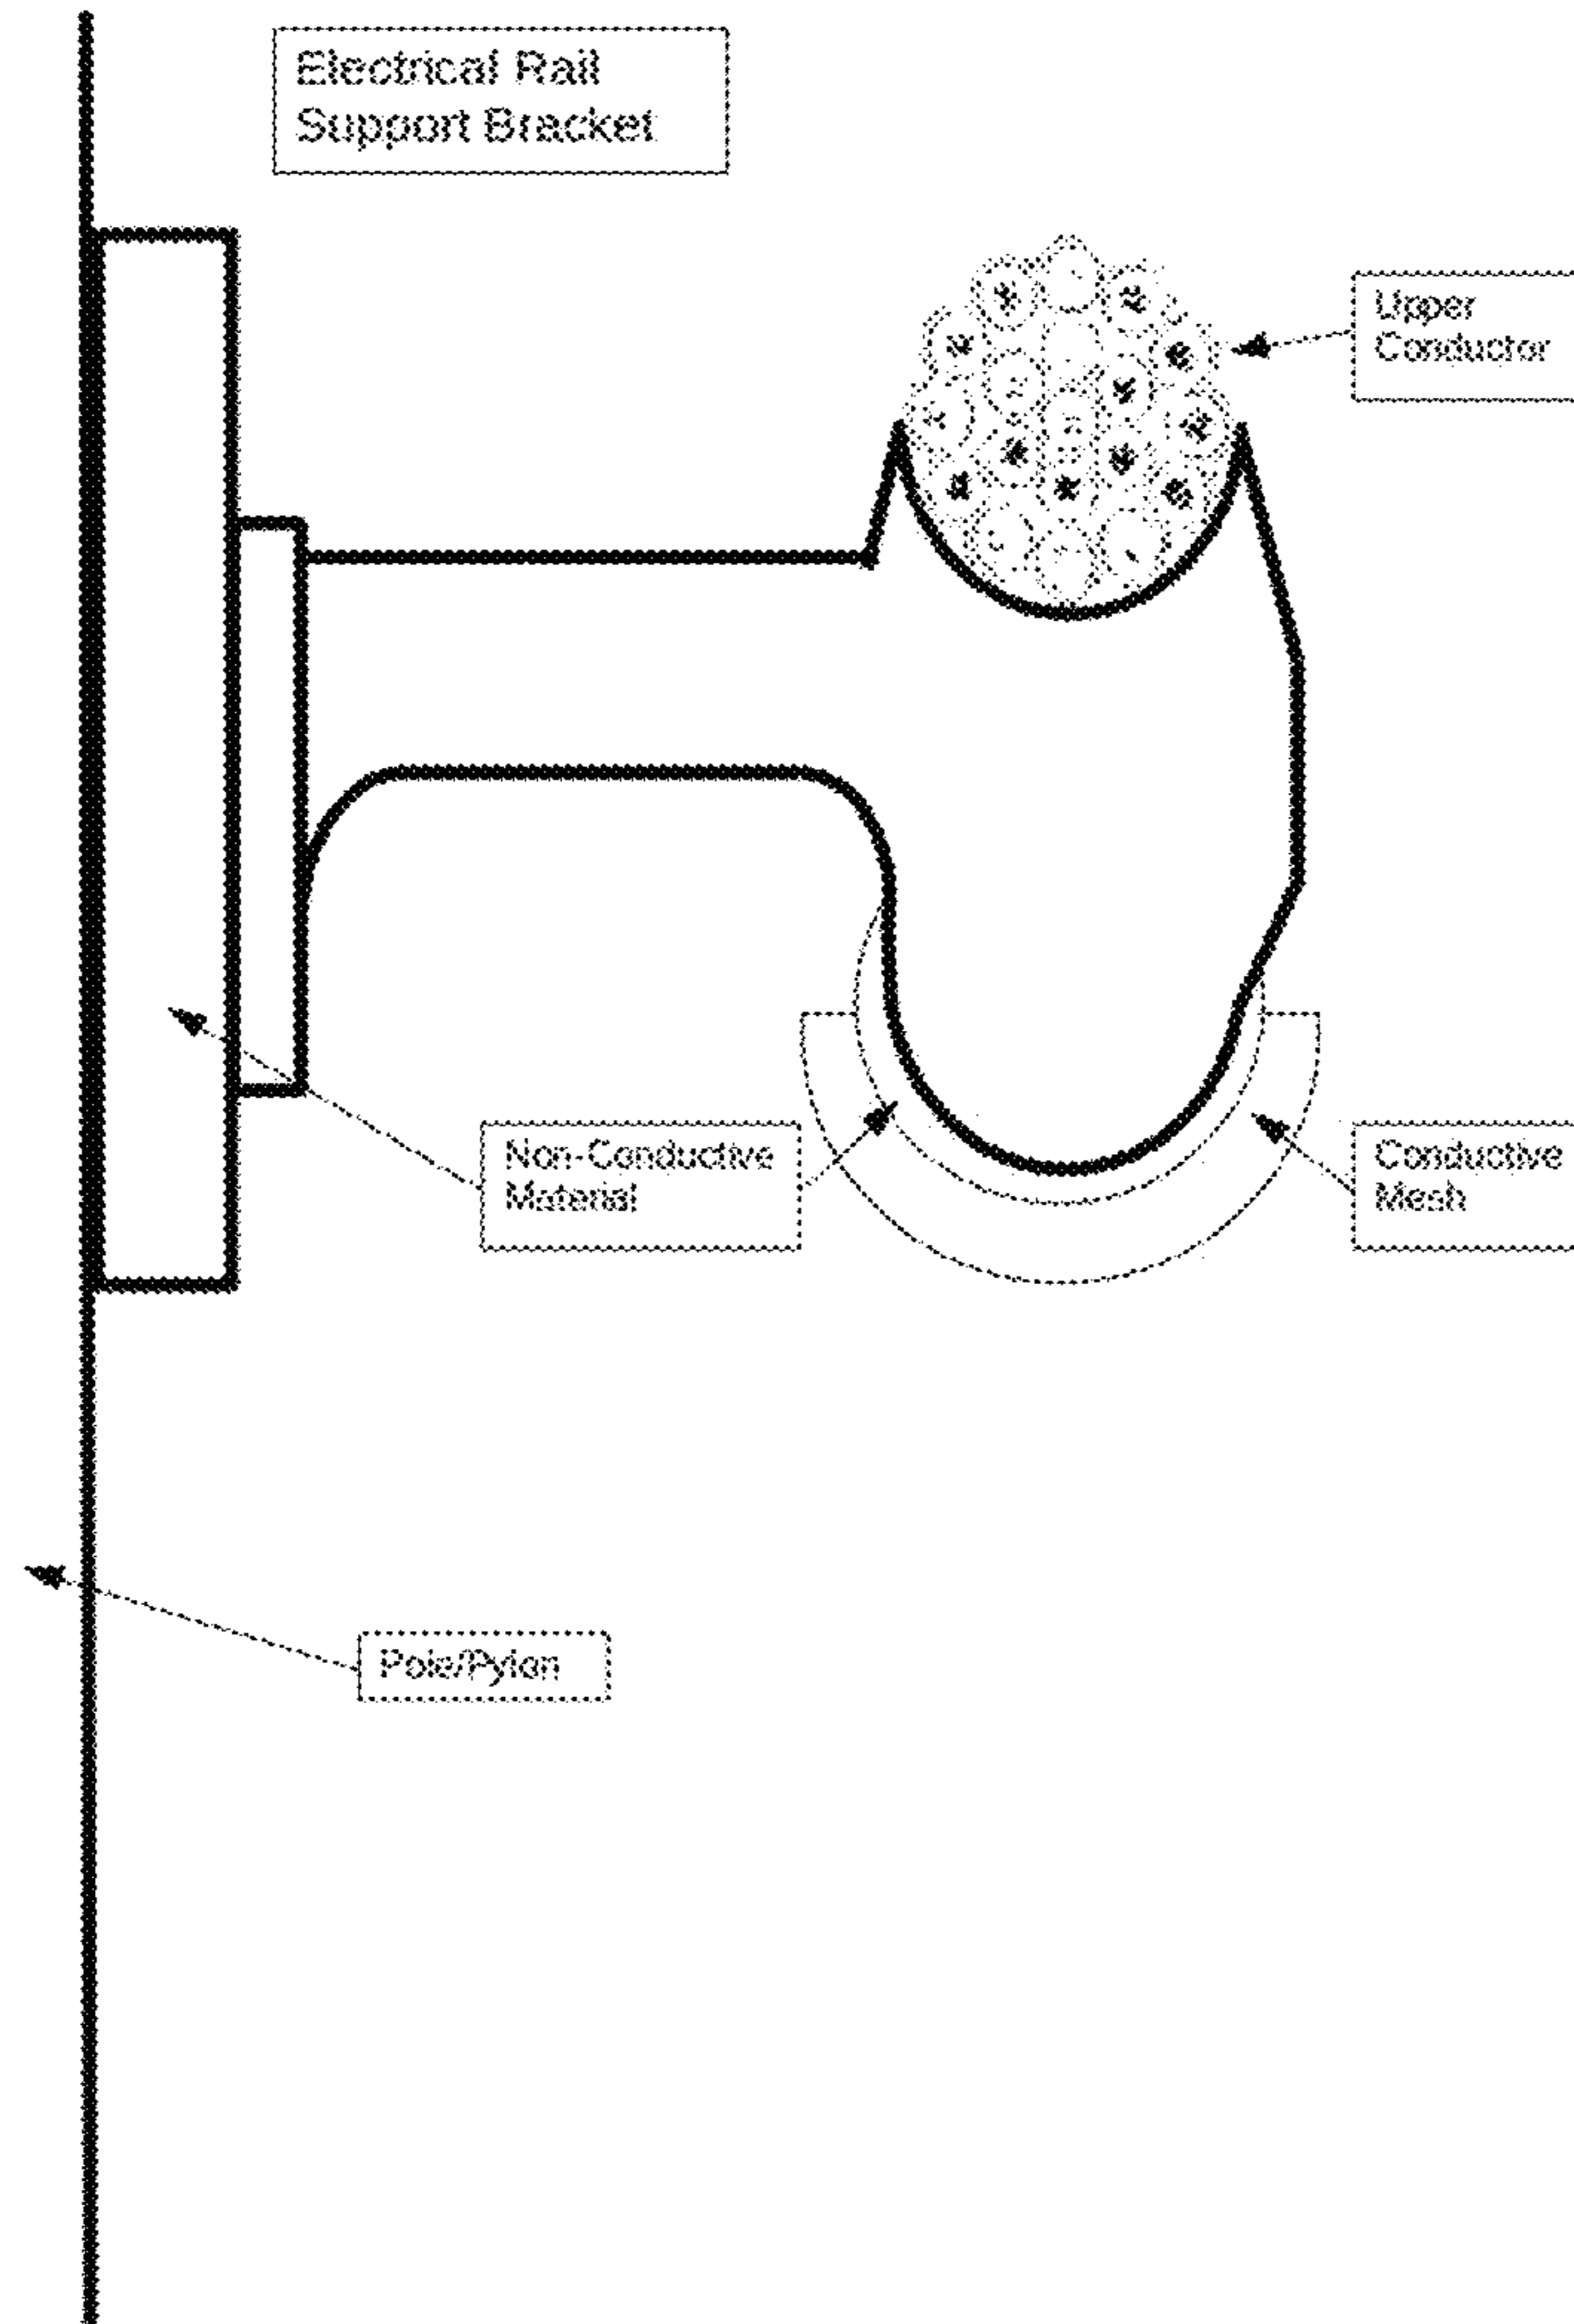 Electrical Rail
Support Bracket
Upper
Conductor
Non-Conductive
Material
Conductive
Mesh
Pole/Pylon